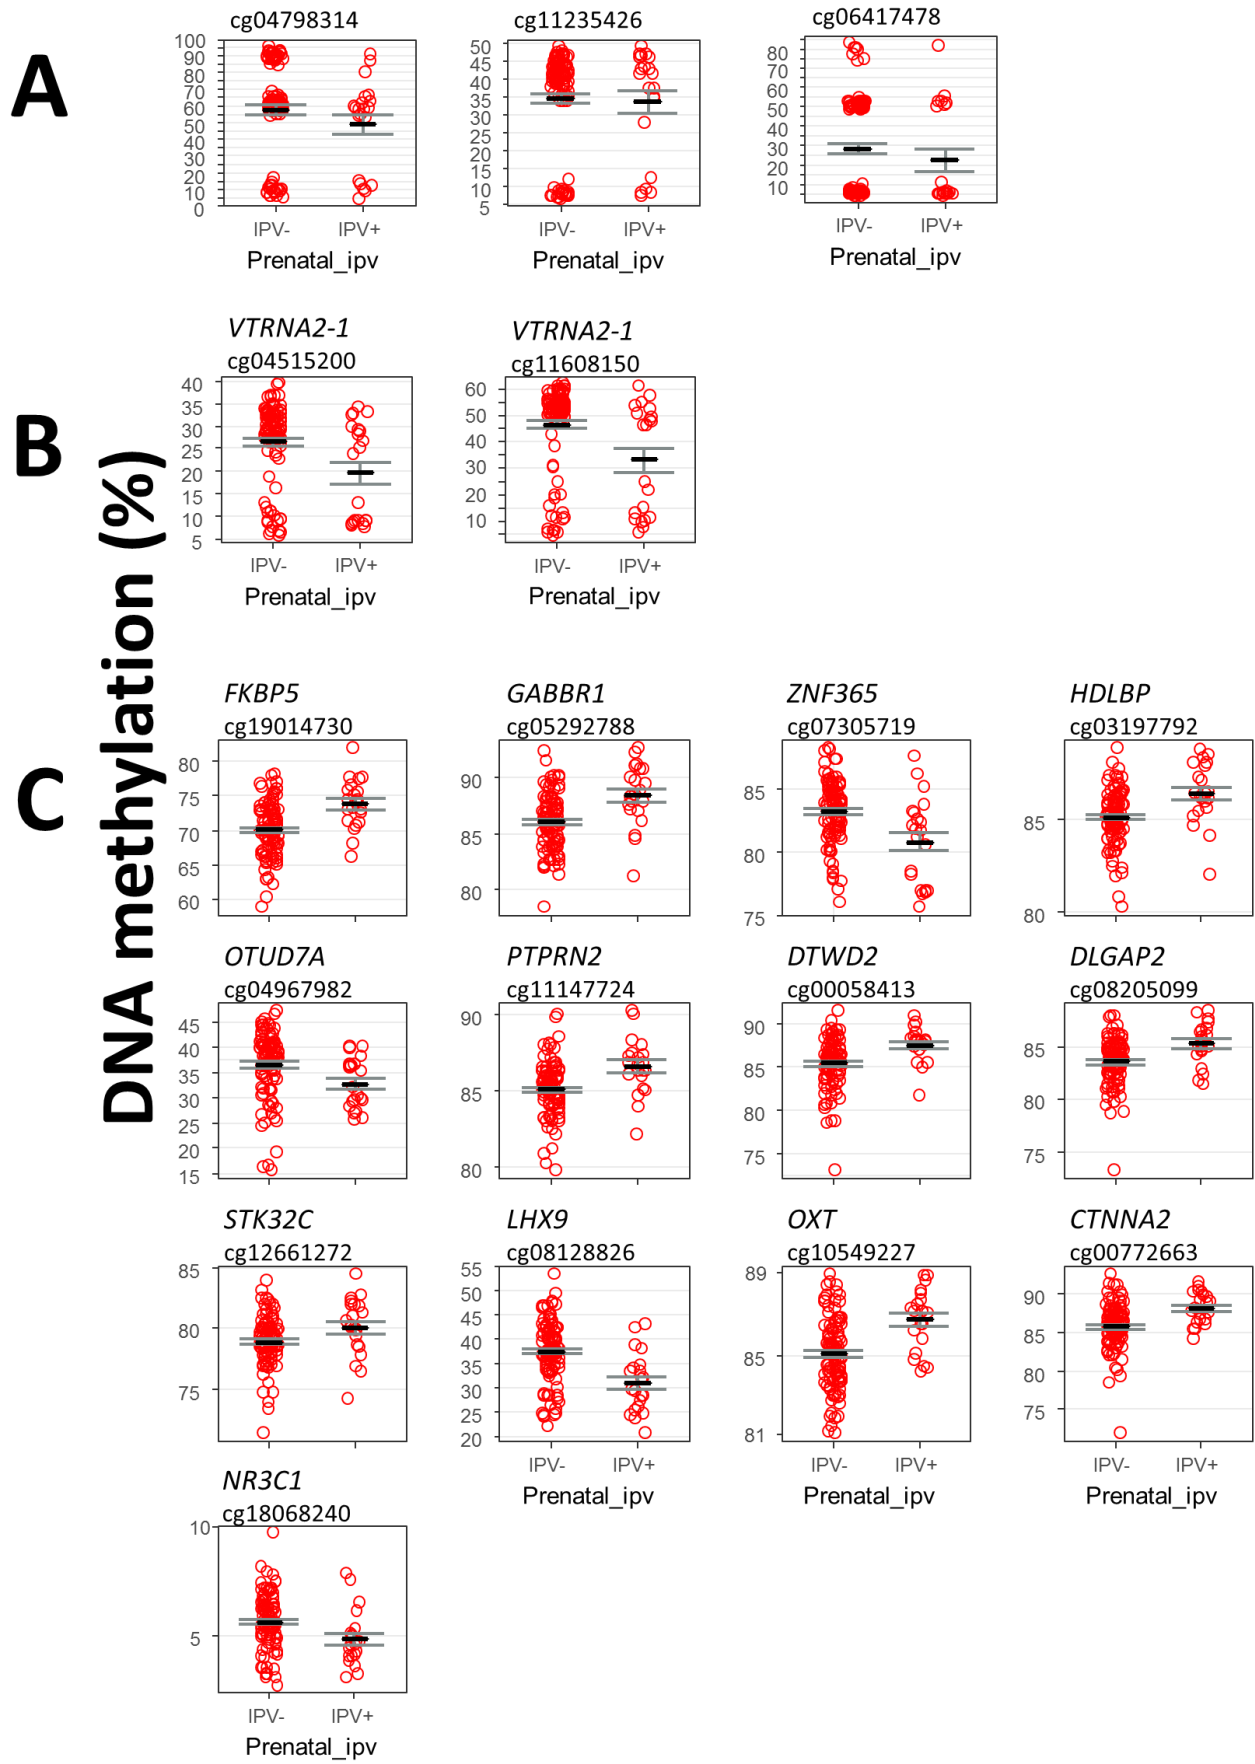 A
cg04798314
100
90
80
70
60
50
40
30
20
10
0
IPV-
IPV+
Prenatal_ipv
cg11235426
50
45
40
35
30
25
20
15
10
5
IPV-
IPV+
Prenatal_ipv
cg06417478
80
70
60
50
40
30
20
10
IPV-
IPV+
Prenatal_ipv
B
DNA methylation (%)
VTRNA2-1
cg04515200
40
35
30
25
20
15
10
5
IPV-
IPV+
Prenatal_ipv
VTRNA2-1
cg11608150
60
50
40
30
20
10
IPV-
IPV+
Prenatal_ipv
C
FKBP5
cg19014730
80
75
70
65
60
GABBR1
cg05292788
90
85
80
ZNF365
cg07305719
85
80
75
HDLBP
cg03197792
85
80
OTUD7A
cg04967982
45
40
35
30
25
20
15
PTPRN2
cg11147724
90
85
80
DTWD2
cg00058413
90
85
80
75
DLGAP2
cg08205099
85
80
75
STK32C
cg12661272
85
80
75
LHX9
cg08128826
55
50
45
40
35
30
25
20
IPV-
IPV+
Prenatal_ipv
OXT
cg10549227
89
85
81
IPV-
IPV+
Prenatal_ipv
CTNNA2
cg00772663
90
85
80
75
IPV-
IPV+
Prenatal_ipv
NR3C1
cg18068240
10
5
IPV-
IPV+
Prenatal_ipv